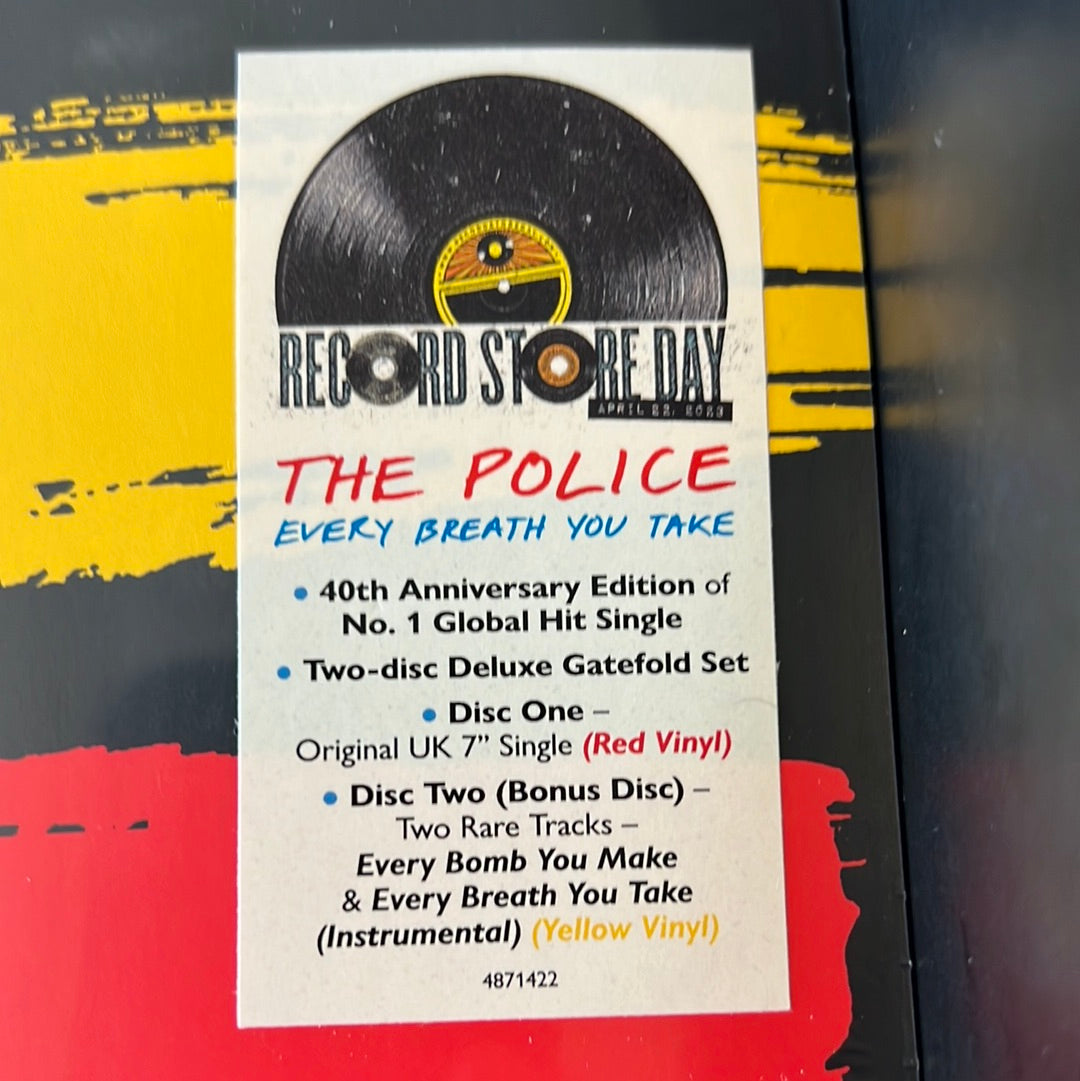 RECORD STORE DAY
APRIL 22, 2023
THE POLICE
EVERY BREATH YOU TAKE
• 40th Anniversary Edition of
No. 1 Global Hit Single
• Two-disc Deluxe Gatefold Set
• Disc One –
Original UK 7” Single (Red Vinyl)
• Disc Two (Bonus Disc) –
Two Rare Tracks –
Every Bomb You Make
& Every Breath You Take
(Instrumental) (Yellow Vinyl)
4871422